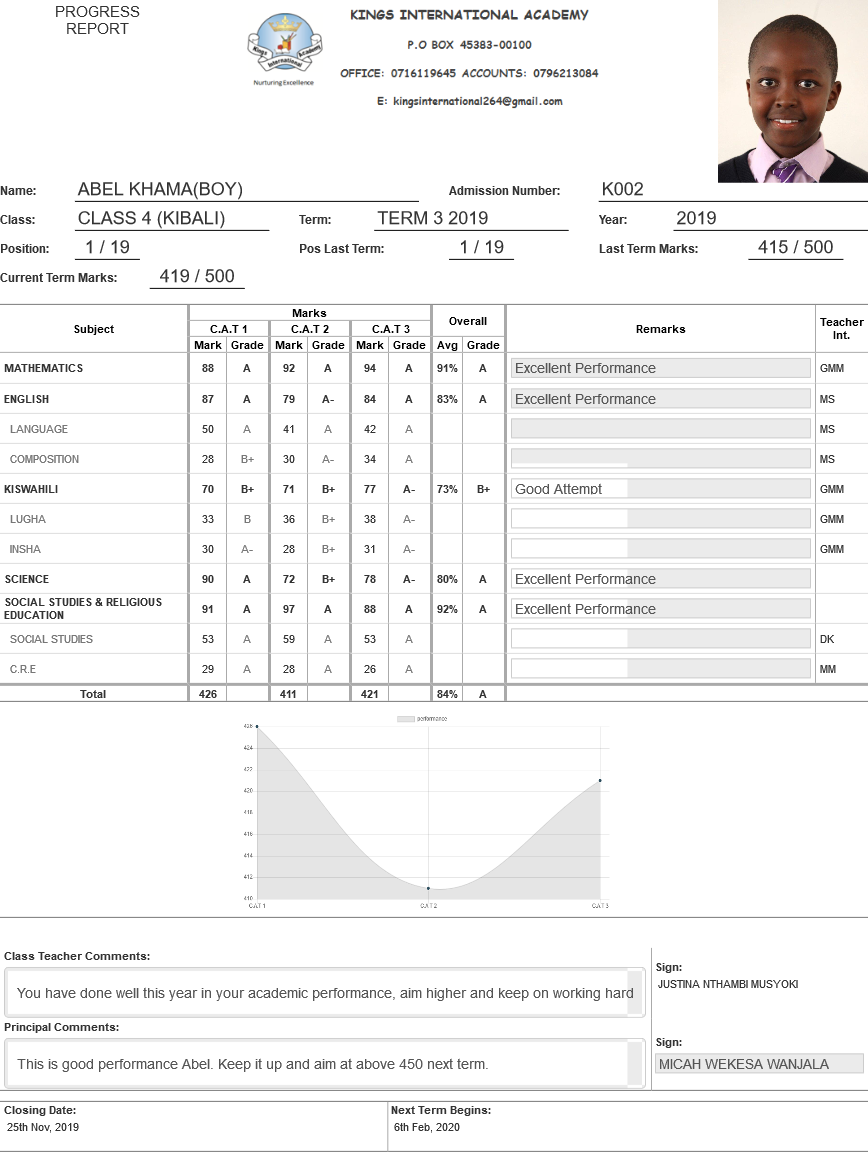 PROGRESS
REPORT
Kings International Academy
Nurturing Excellence
KINGS INTERNATIONAL ACADEMY
P.O BOX 45383-00100
OFFICE: 0716119645 ACCOUNTS: 0796213084
E: kingsinternational264@gmail.com
Name: ABEL KHAMA(BOY) Admission Number: K002
Class: CLASS 4 (KIBALI) Term: TERM 3 2019 Year: 2019
Position: 1 / 19 Pos Last Term: 1 / 19 Last Term Marks: 415 / 500
Current Term Marks: 419 / 500
Subject Marks Overall Remarks Teacher Int.
C.A.T 1 C.A.T 2 C.A.T 3
Mark Grade Mark Grade Mark Grade Avg Grade
MATHEMATICS 88 A 92 A 94 A 91% A Excellent Performance GMM
ENGLISH 87 A 79 A- 84 A 83% A Excellent Performance MS
LANGUAGE 50 A 41 A 42 A MS
COMPOSITION 28 B+ 30 A- 34 A MS
KISWAHILI 70 B+ 71 B+ 77 A- 73% B+ Good Attempt GMM
LUGHA 33 B 36 B+ 38 A- GMM
INSHA 30 A- 28 B+ 31 A- GMM
SCIENCE 90 A 72 B+ 78 A- 80% A Excellent Performance
SOCIAL STUDIES & RELIGIOUS EDUCATION 91 A 97 A 88 A 92% A Excellent Performance
SOCIAL STUDIES 53 A 59 A 53 A DK
C.R.E 29 A 28 A 26 A MM
Total 426 411 421 84% A
performance
426
424
422
420
418
416
414
412
410
C.A.T 1 C.A.T 2 C.A.T 3
Class Teacher Comments:
You have done well this year in your academic performance, aim higher and keep on working hard
Sign:
JUSTINA NTHAMBI MUSYOKI
Principal Comments:
This is good performance Abel. Keep it up and aim at above 450 next term.
Sign:
MICAH WEKESA WANJALA
Closing Date: Next Term Begins:
25th Nov, 2019 6th Feb, 2020